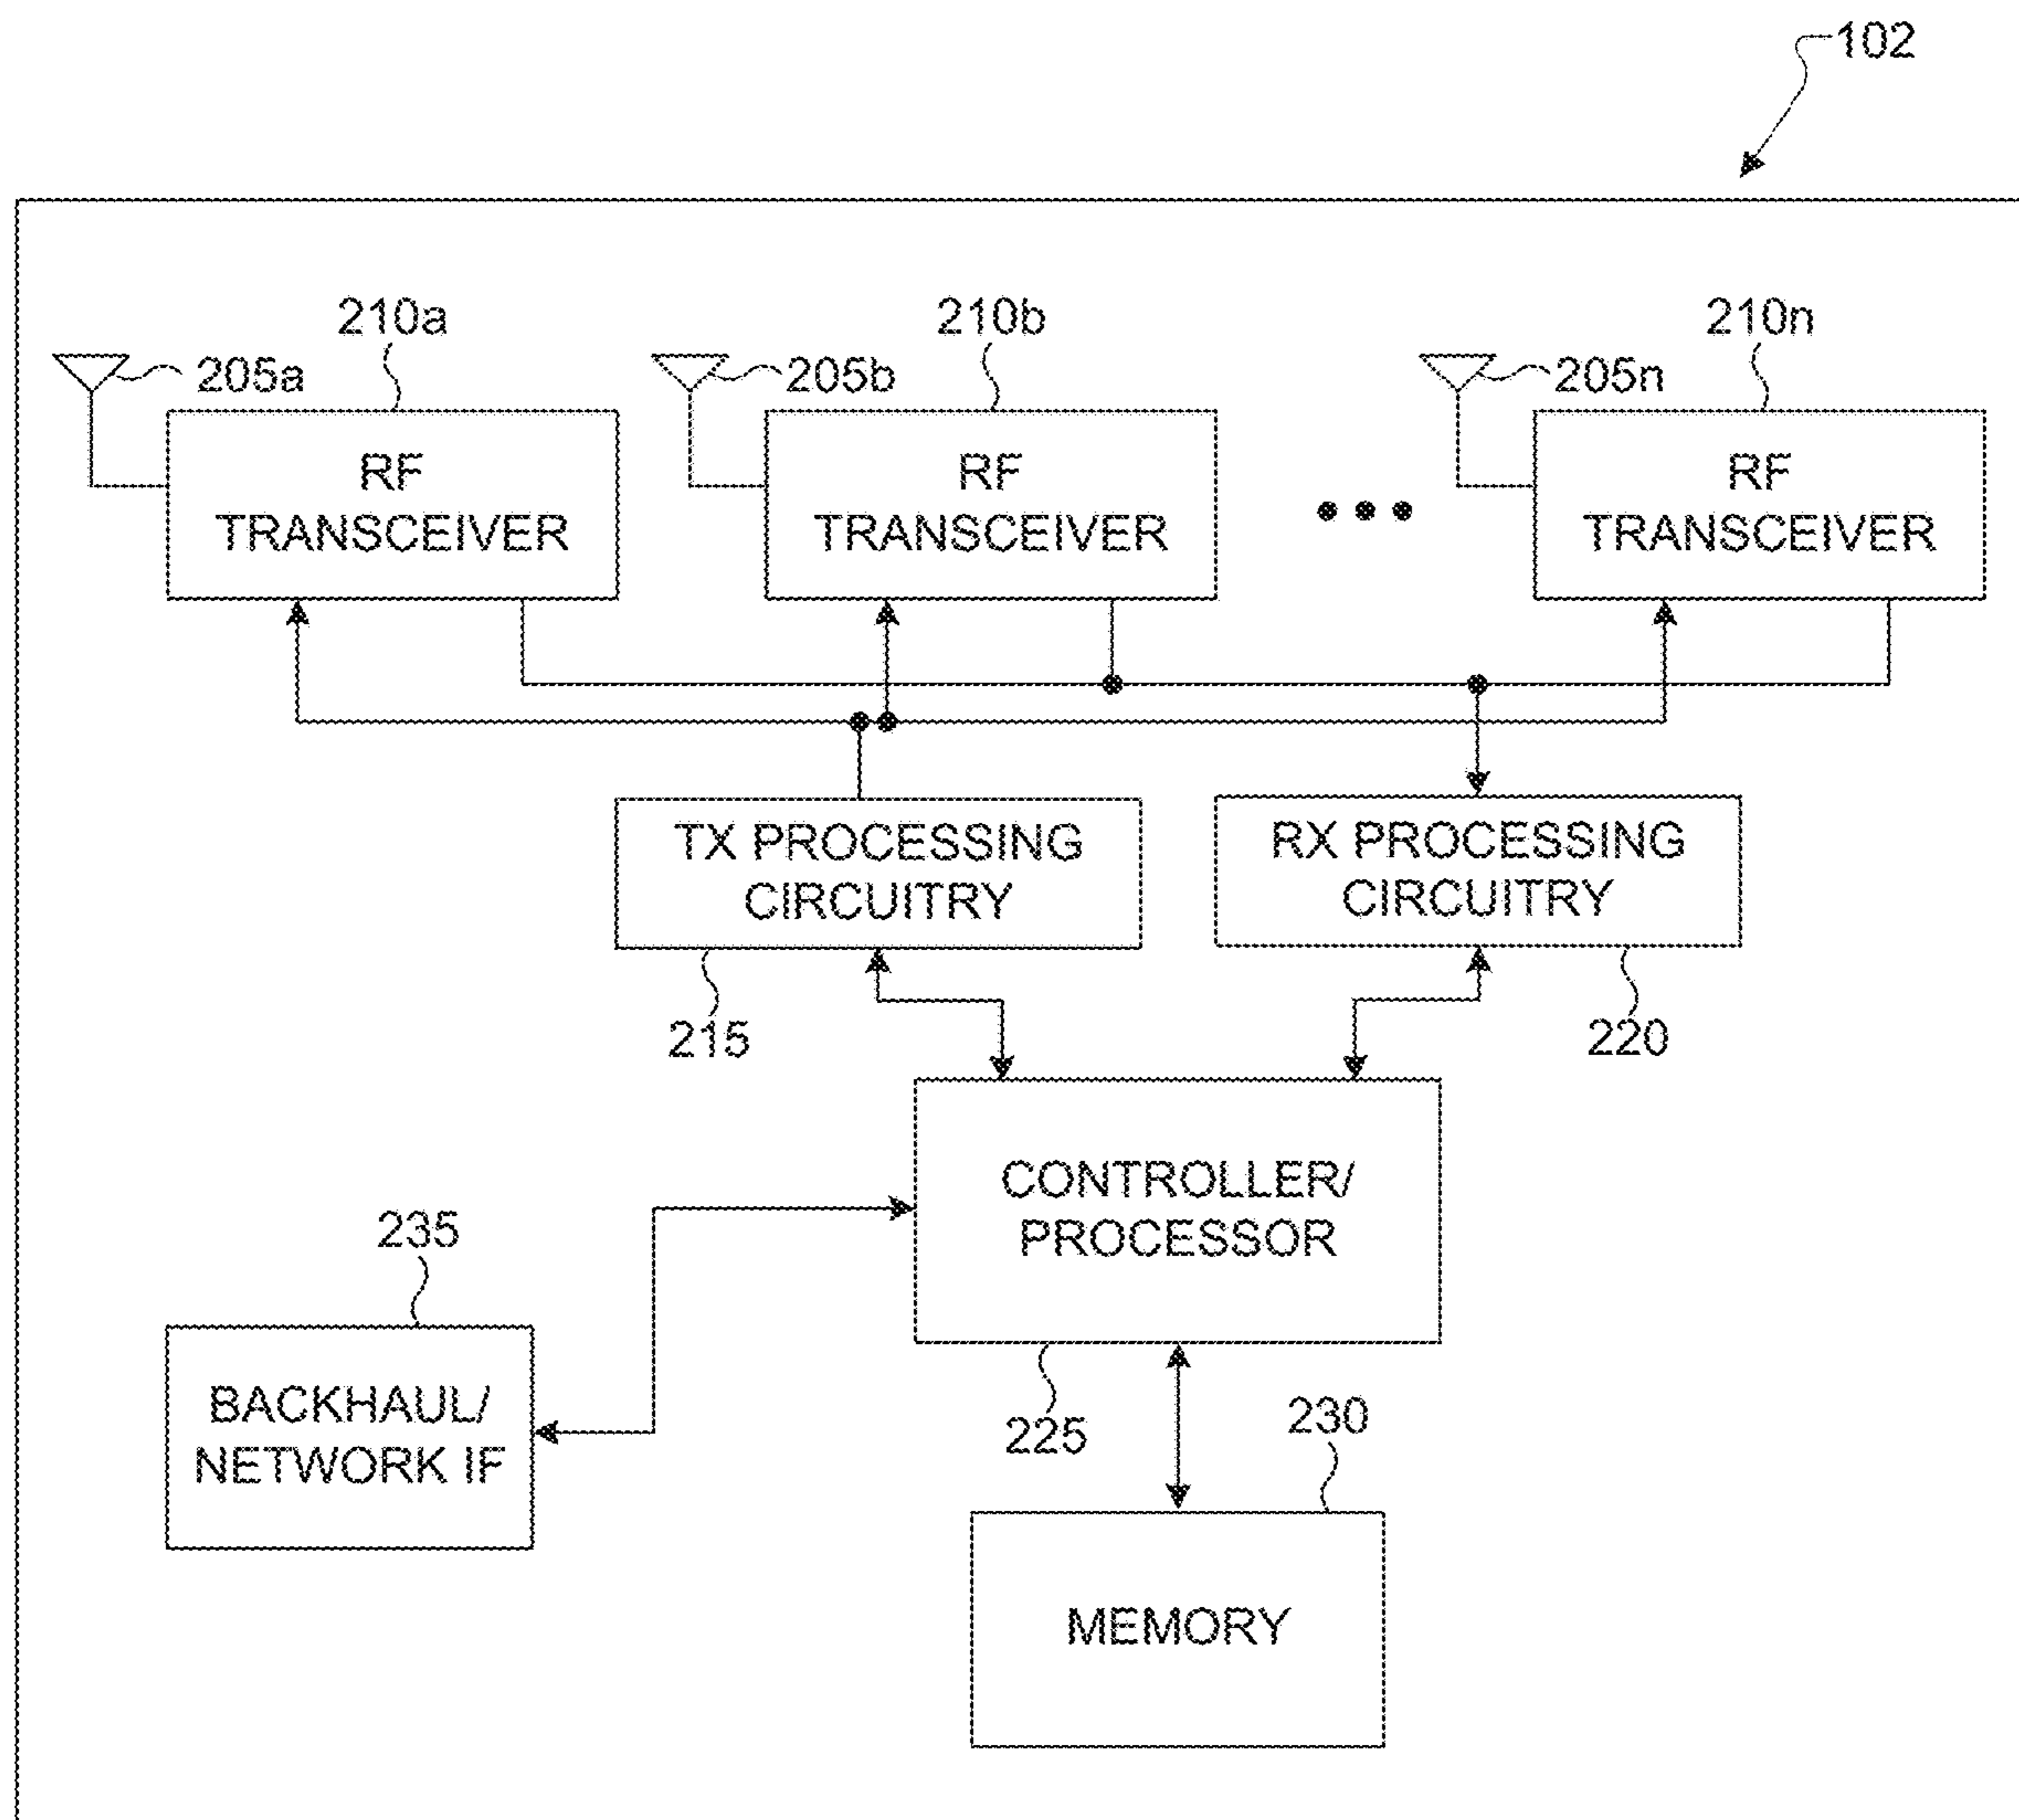 102
210a
210b
210n
205a
205b
205n
RF
TRANSCEIVER
RF
TRANSCEIVER
RF
TRANSCEIVER
TX PROCESSING
CIRCUITRY
RX PROCESSING
CIRCUITRY
215
220
CONTROLLER/
PROCESSOR
235
BACKHAUL/
NETWORK IF
225
230
MEMORY